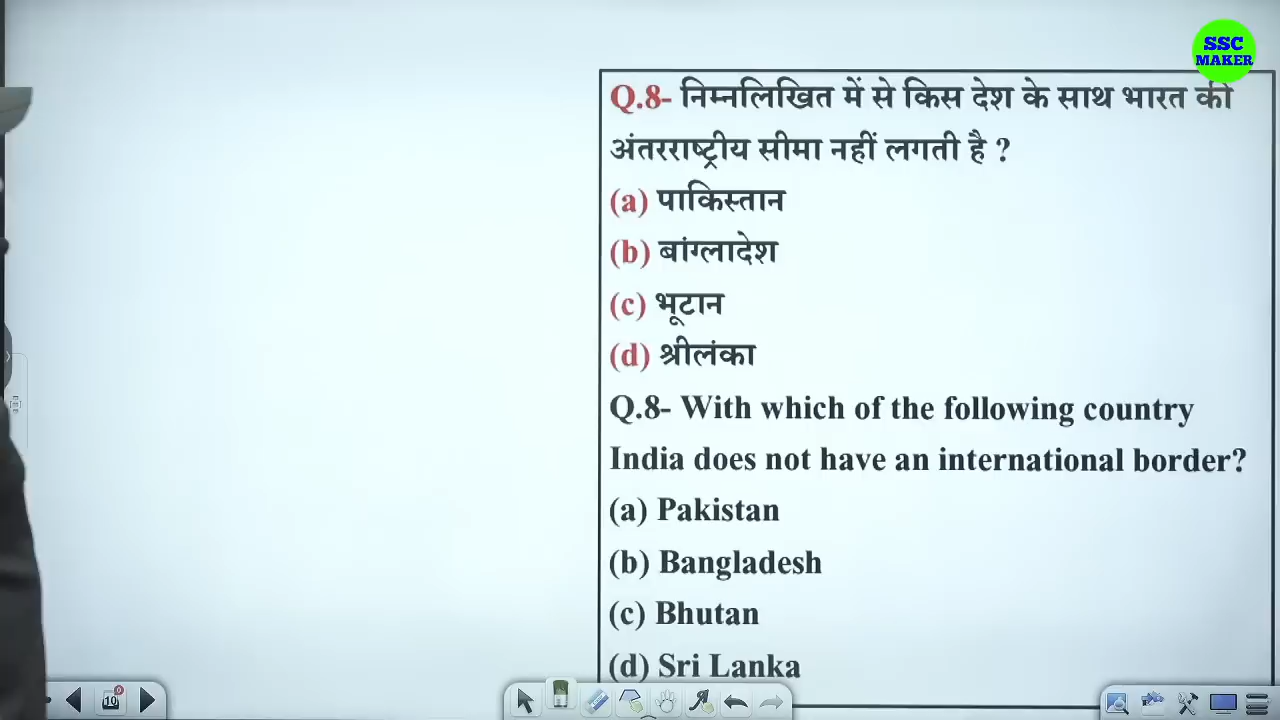 SSC
MAKER
Q.8- निम्नलिखित में से किस देश के साथ भारत की
अंतरराष्ट्रीय सीमा नहीं लगती है ?
(a) पाकिस्तान
(b) बांग्लादेश
(c) भूटान
(d) श्रीलंका
Q.8- With which of the following country
India does not have an international border?
(a) Pakistan
(b) Bangladesh
(c) Bhutan
(d) Sri Lanka
10
0